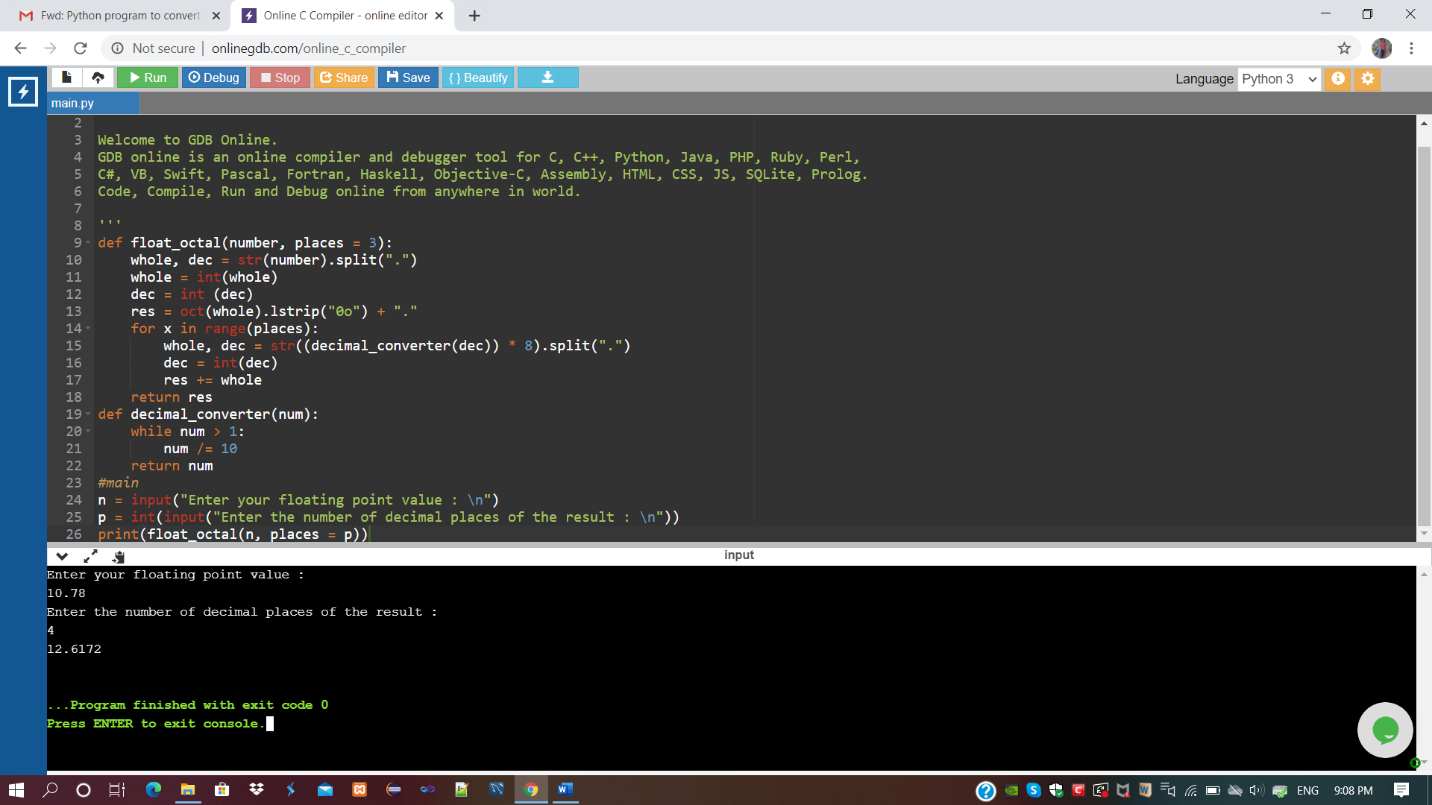 Fwd: Python program to convert
Online C Compiler - online editor
Not secure | onlinegdb.com/online_c_compiler
Run Debug Stop Share Save {} Beautify
Language Python 3
main.py
2
3 Welcome to GDB Online.
4 GDB online is an online compiler and debugger tool for C, C++, Python, Java, PHP, Ruby, Perl,
5 C#, VB, Swift, Pascal, Fortran, Haskell, Objective-C, Assembly, HTML, CSS, JS, SQLite, Prolog.
6 Code, Compile, Run and Debug online from anywhere in world.
7
8 '''
9 def float_octal(number, places = 3):
10     whole, dec = str(number).split(".")
11     whole = int(whole)
12     dec = int (dec)
13     res = oct(whole).lstrip("0o") + "."
14     for x in range(places):
15         whole, dec = str((decimal_converter(dec)) * 8).split(".")
16         dec = int(dec)
17         res += whole
18     return res
19 def decimal_converter(num):
20     while num > 1:
21         num /= 10
22     return num
23 #main
24 n = input("Enter your floating point value : \n")
25 p = int(input("Enter the number of decimal places of the result : \n"))
26 print(float_octal(n, places = p))
input
Enter your floating point value :
10.78
Enter the number of decimal places of the result :
4
12.6172
...Program finished with exit code 0
Press ENTER to exit console.
ENG 9:08 PM